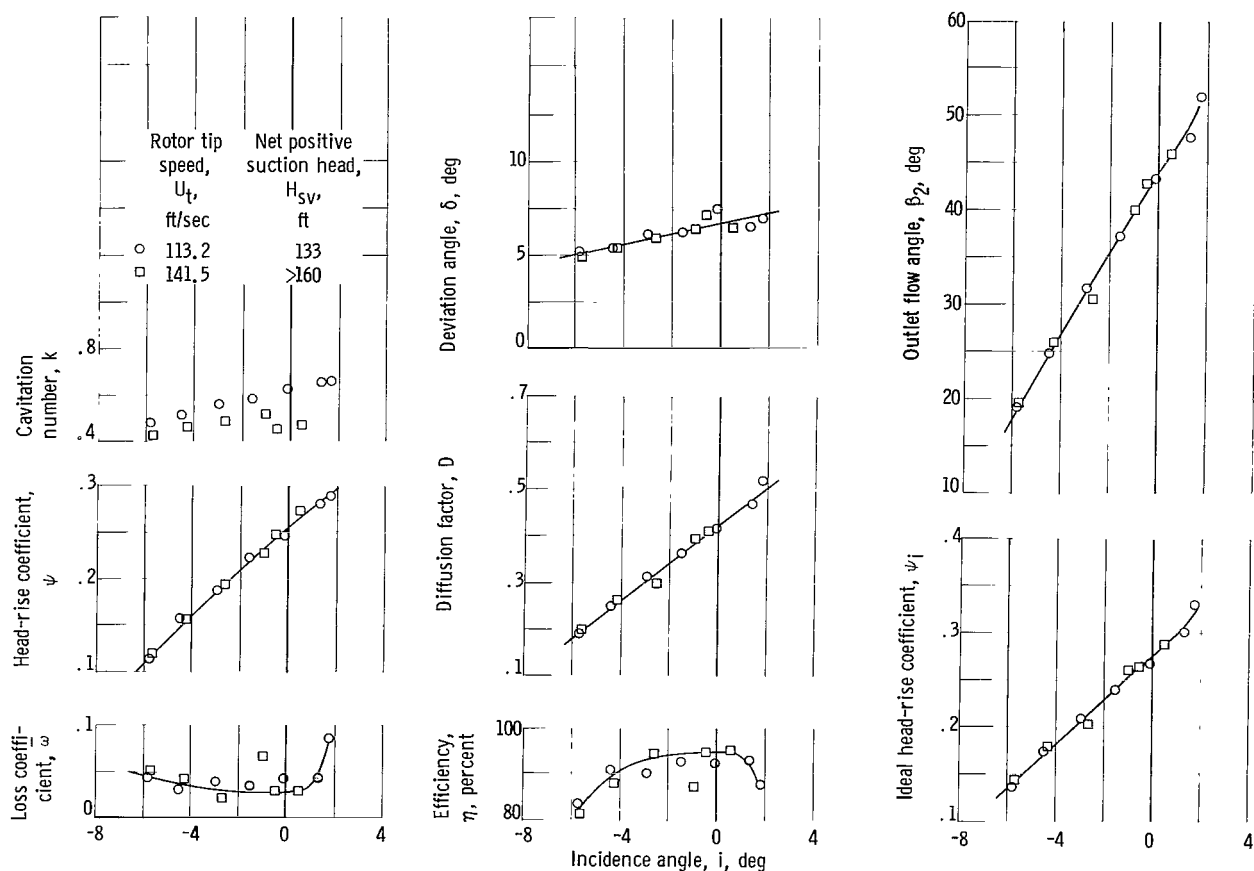 Rotor tip
speed,
Ut,
ft/sec
Net positive
suction head,
Hsv,
ft
113.2 133
141.5 >160
Cavitation
number, k
.8
.4
Head-rise coefficient,
ψ
.3
.2
.1
Loss coeffi-
cient, ω̄
.1
0
-8 -4 0 4
Deviation angle, δ, deg
10
5
0
Diffusion factor, D
.7
.5
.3
.1
Efficiency,
η, percent
100
90
80
-8 -4 0 4
Incidence angle, i, deg
Outlet flow angle, β2, deg
60
50
40
30
20
10
-8 -4 0 4
Ideal head-rise coefficient, ψi
.4
.3
.2
.1
-8 -4 0 4